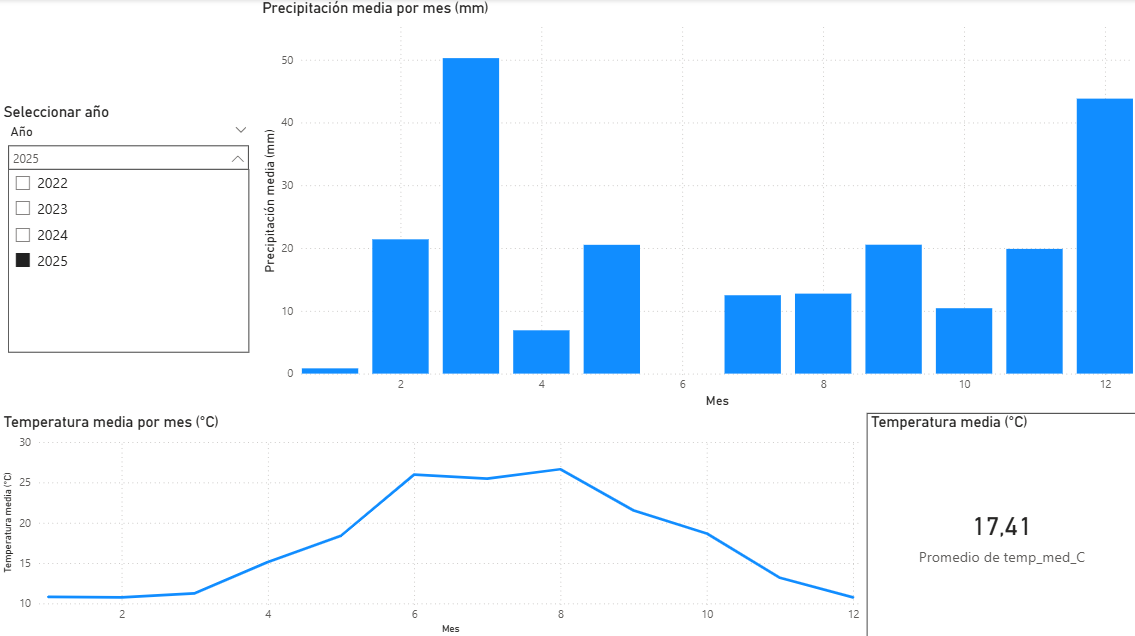 Precipitación media por mes (mm)
Seleccionar año
Año
2025
2022
2023
2024
2025
Precipitación media (mm)
50
40
30
20
10
0
2
4
6
8
10
12
Mes
Temperatura media por mes (°C)
Temperatura media (°C)
30
25
20
15
10
2
4
6
8
10
12
Mes
Temperatura media (°C)
17,41
Promedio de temp_med_C